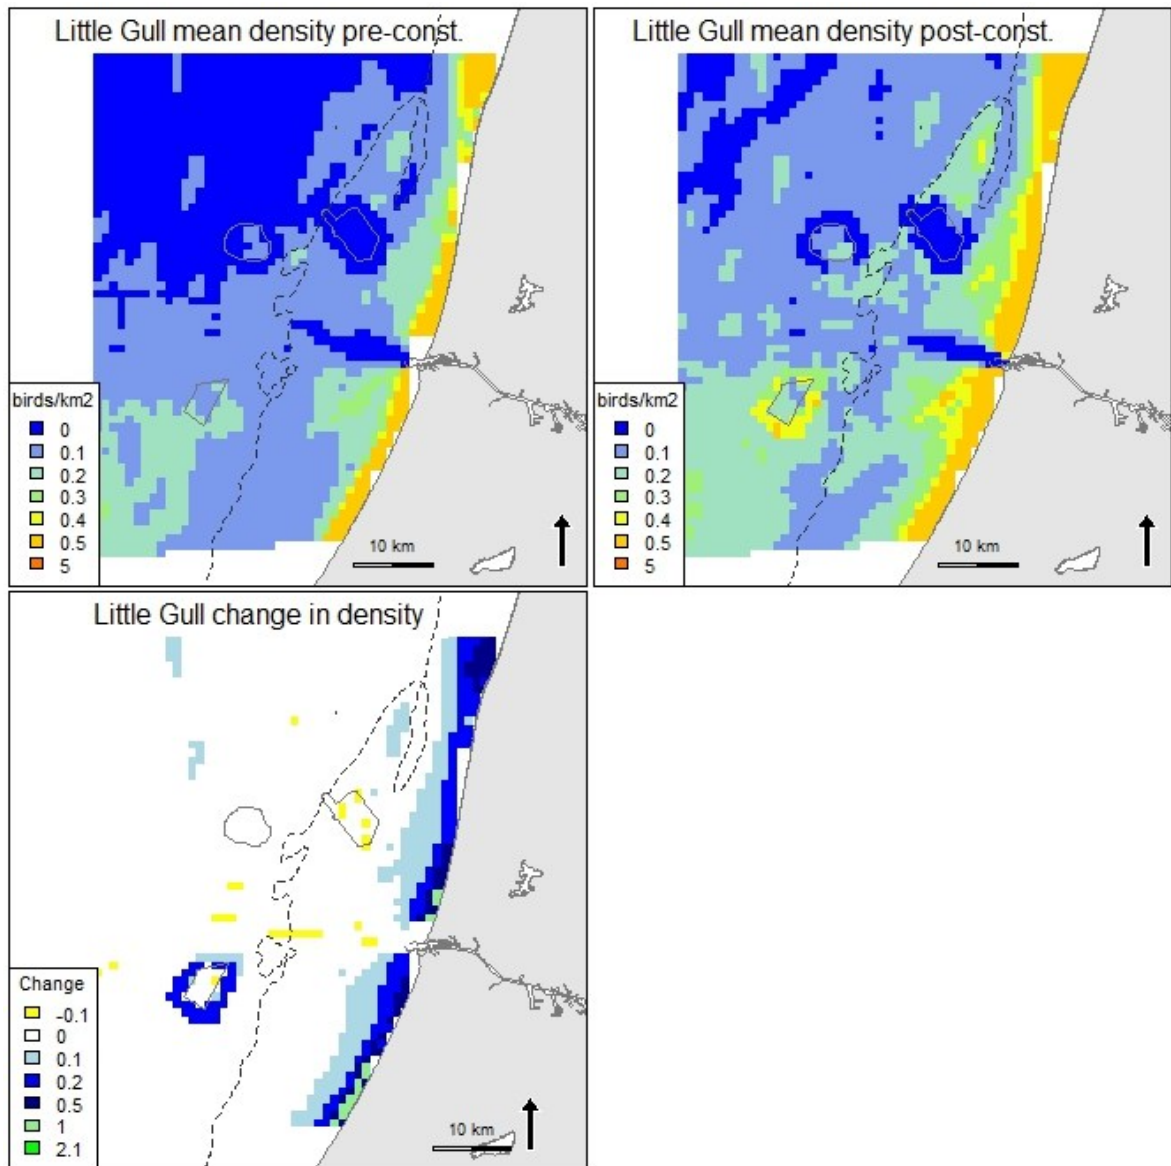 Little Gull mean density pre-const.
birds/km2
0
0.1
0.2
0.3
0.4
0.5
5
10 km
Little Gull mean density post-const.
birds/km2
0
0.1
0.2
0.3
0.4
0.5
5
10 km
Little Gull change in density
Change
-0.1
0
0.1
0.2
0.5
1
2.1
10 km